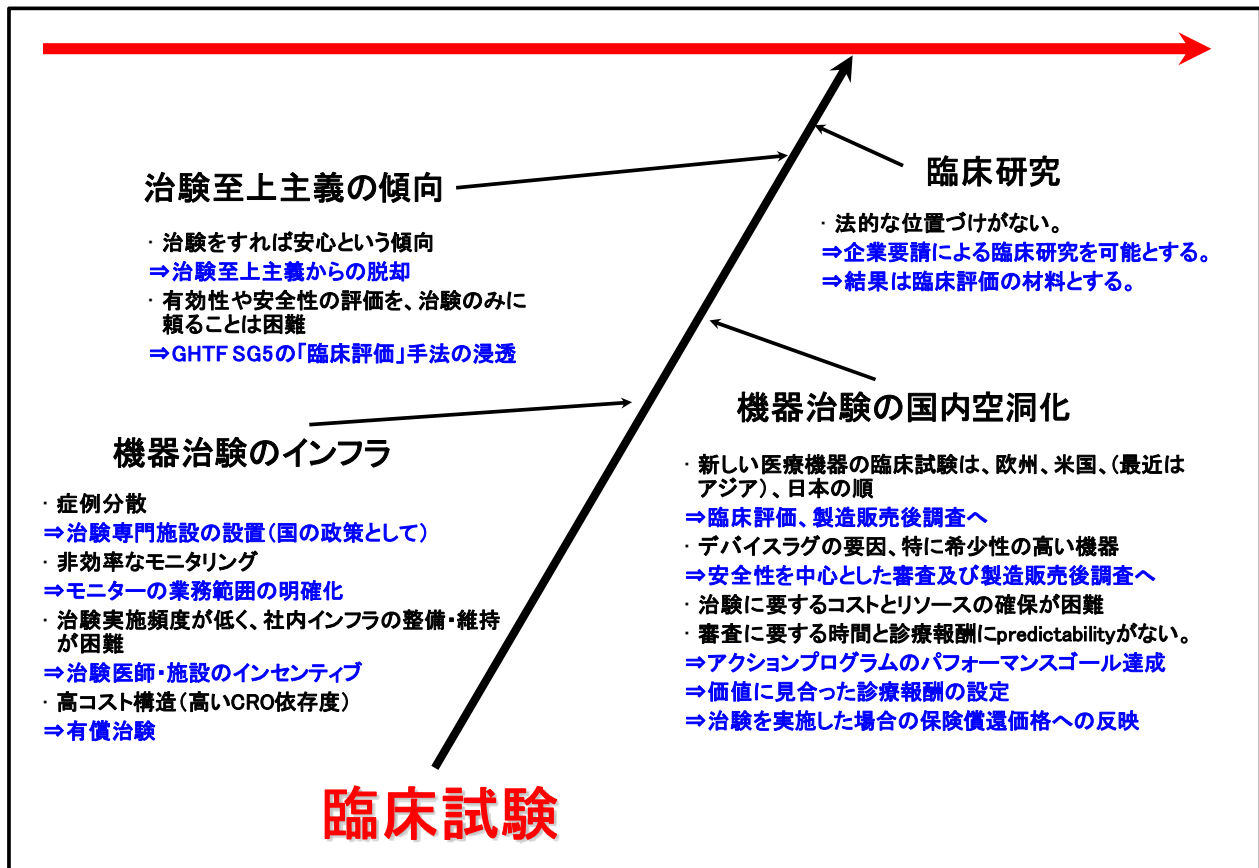 治験至上主義の傾向
・治験をすれば安心という傾向
⇒治験至上主義からの脱却
・有効性や安全性の評価を、治験のみに
頼ることは困難
⇒GHTF SG5の「臨床評価」手法の浸透
臨床研究
・法的な位置づけがない。
⇒企業要請による臨床研究を可能とする。
⇒結果は臨床評価の材料とする。
機器治験のインフラ
・症例分散
⇒治験専門施設の設置(国の政策として)
・非効率なモニタリング
⇒モニターの業務範囲の明確化
・治験実施頻度が低く、社内インフラの整備・維持
が困難
⇒治験医師・施設のインセンティブ
・高コスト構造(高いCRO依存度)
⇒有償治験
機器治験の国内空洞化
・新しい医療機器の臨床試験は、欧州、米国、(最近は
アジア)、日本の順
⇒臨床評価、製造販売後調査へ
・デバイスラグの要因、特に希少性の高い機器
⇒安全性を中心とした審査及び製造販売後調査へ
・治験に要するコストとリソースの確保が困難
・審査に要する時間と診療報酬にpredictabilityがない。
⇒アクションプログラムのパフォーマンスゴール達成
⇒価値に見合った診療報酬の設定
⇒治験を実施した場合の保険償還価格への反映
臨床試験